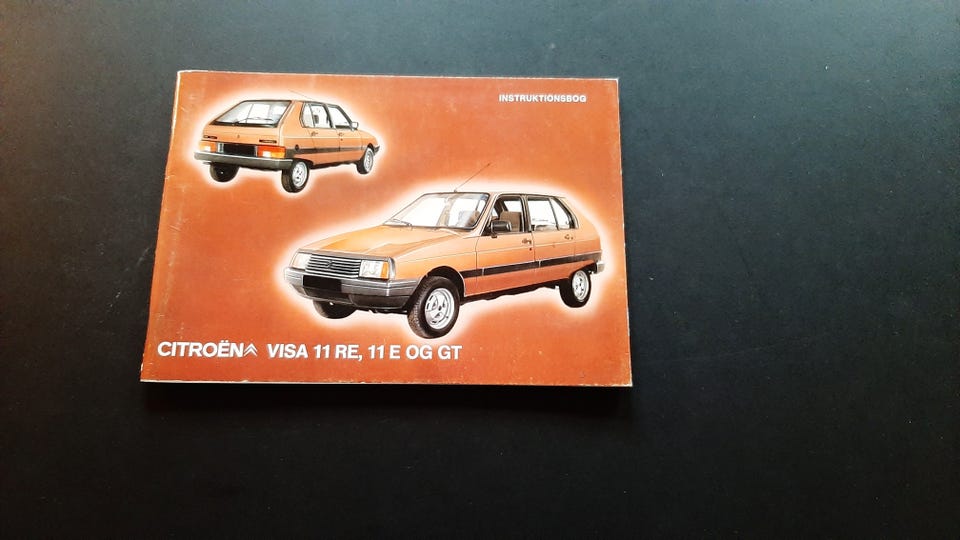 INSTRUKTIONSBOG
CITROËN VISA 11 RE, 11 E OG GT